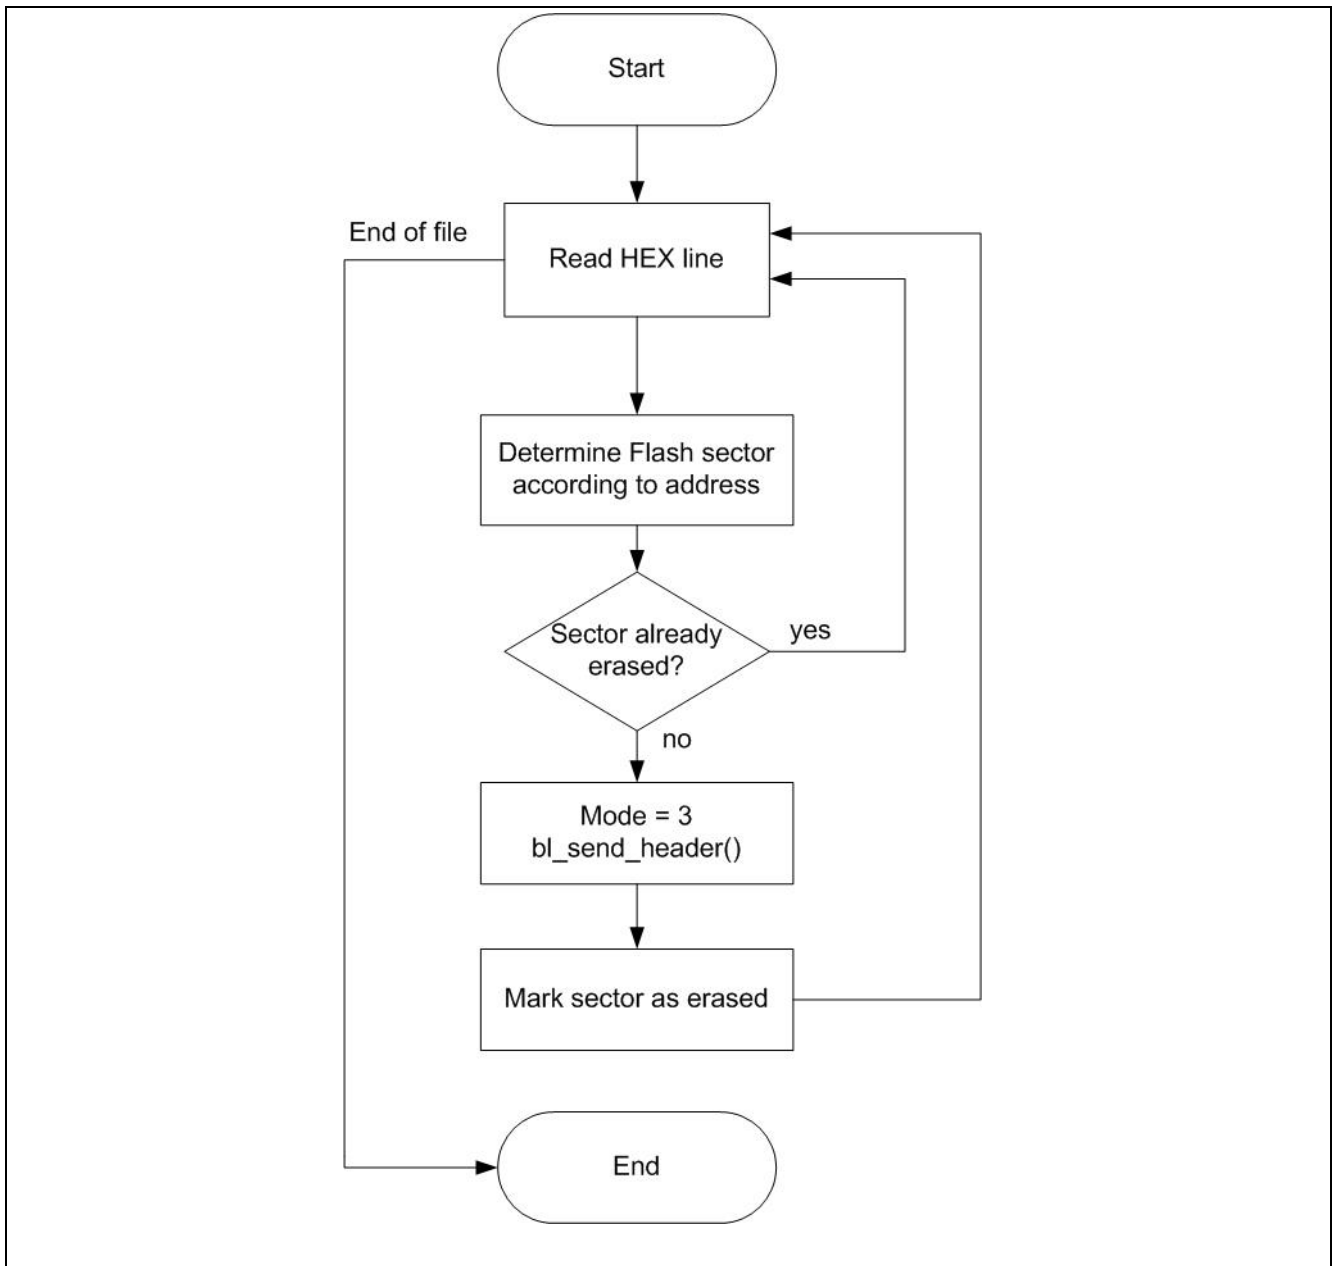 Start
End of file
Read HEX line
Determine Flash sector
according to address
Sector already
erased?
yes
no
Mode = 3
bl_send_header()
Mark sector as erased
End